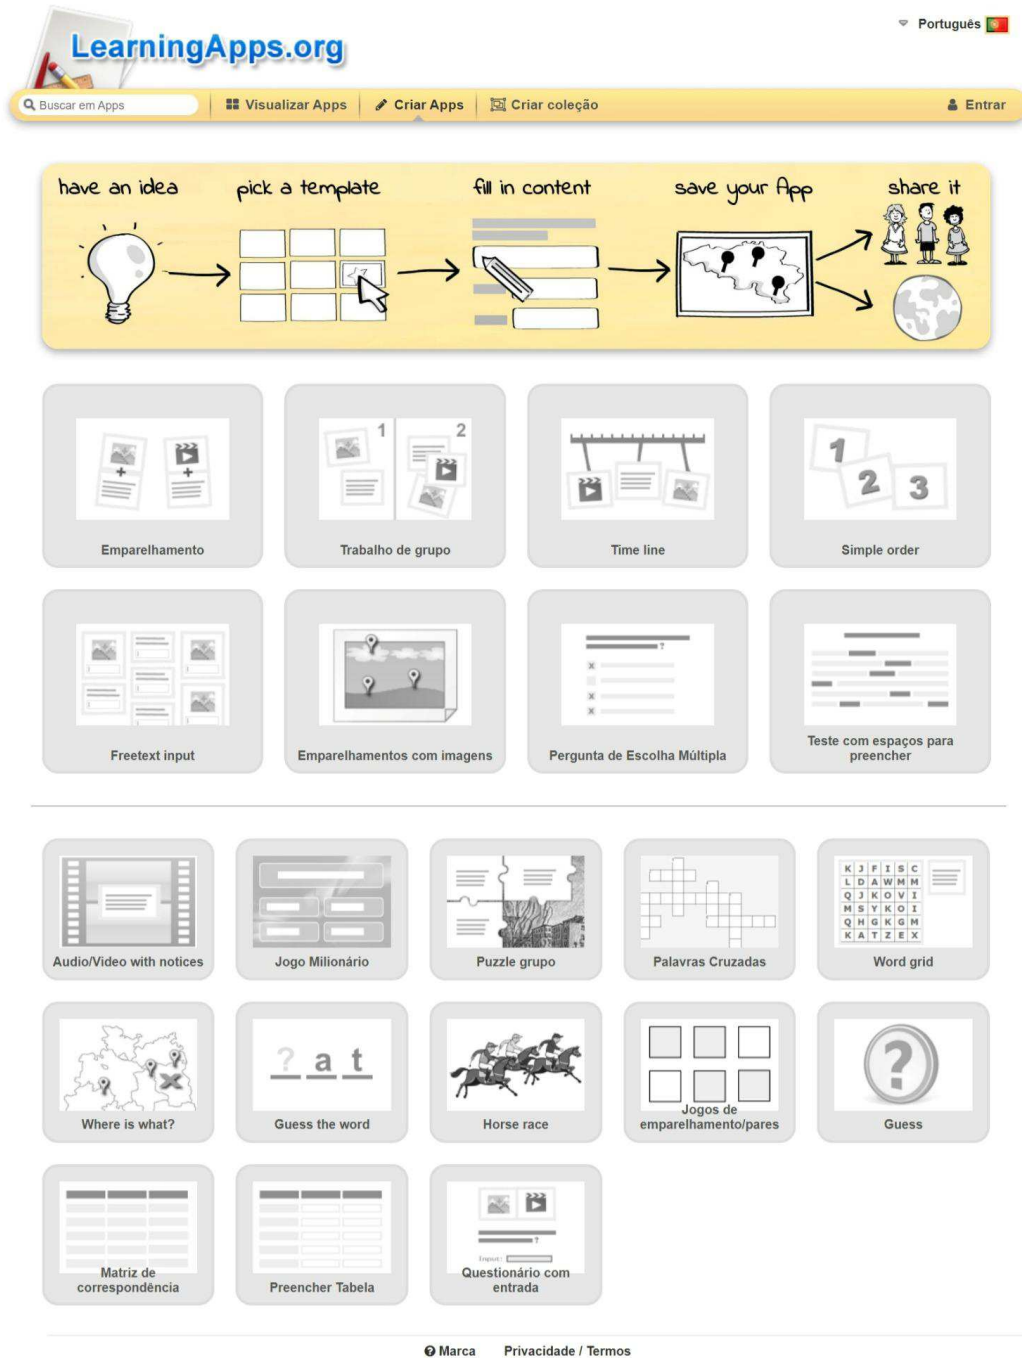 LearningApps.org
Português
Buscar em Apps
Visualizar Apps
Criar Apps
Criar coleção
Entrar
have an idea
pick a template
fill in content
save your App
share it
1 2
1
2
3
Emparelhamento
Trabalho de grupo
Time line
Simple order
?
Freetext input
Emparelhamentos com imagens
Pergunta de Escolha Múltipla
Teste com espaços para
preencher
K J F I S C
L D A W M M
Q J K O V I
M S Y K O I
Q H G K G M
K A T Z E X
Audio/Video with notices
Jogo Milionário
Puzzle grupo
Palavras Cruzadas
Word grid
? a t
?
Where is what?
Guess the word
Horse race
Jogos de
emparelhamento/pares
Guess
?
Input:
Matriz de
correspondência
Preencher Tabela
Questionário com
entrada
Marca
Privacidade / Termos